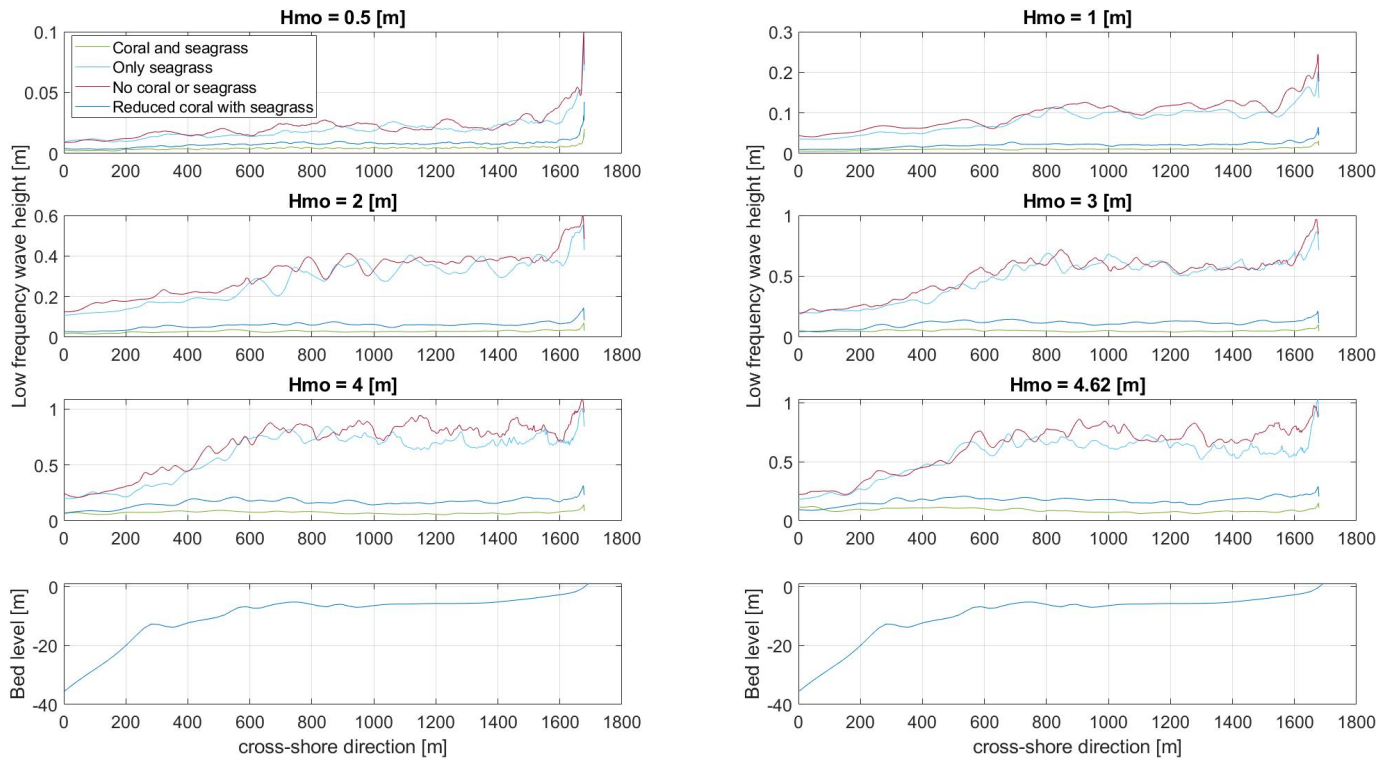 Hmo = 0.5 [m]
Hmo = 1 [m]
Coral and seagrass
Only seagrass
No coral or seagrass
Reduced coral with seagrass
0.1
0.05
0
0 200 400 600 800 1000 1200 1400 1600 1800
0.3
0.2
0.1
0
0 200 400 600 800 1000 1200 1400 1600 1800
Low frequency wave height [m]
Low frequency wave height [m]
Hmo = 2 [m]
Hmo = 3 [m]
0.6
0.4
0.2
0
0 200 400 600 800 1000 1200 1400 1600 1800
1
0.5
0
0 200 400 600 800 1000 1200 1400 1600 1800
Hmo = 4 [m]
Hmo = 4.62 [m]
1
0.5
0
0 200 400 600 800 1000 1200 1400 1600 1800
1
0.5
0
0 200 400 600 800 1000 1200 1400 1600 1800
Bed level [m]
0
-20
-40
0 200 400 600 800 1000 1200 1400 1600 1800
cross-shore direction [m]
Bed level [m]
0
-20
-40
0 200 400 600 800 1000 1200 1400 1600 1800
cross-shore direction [m]